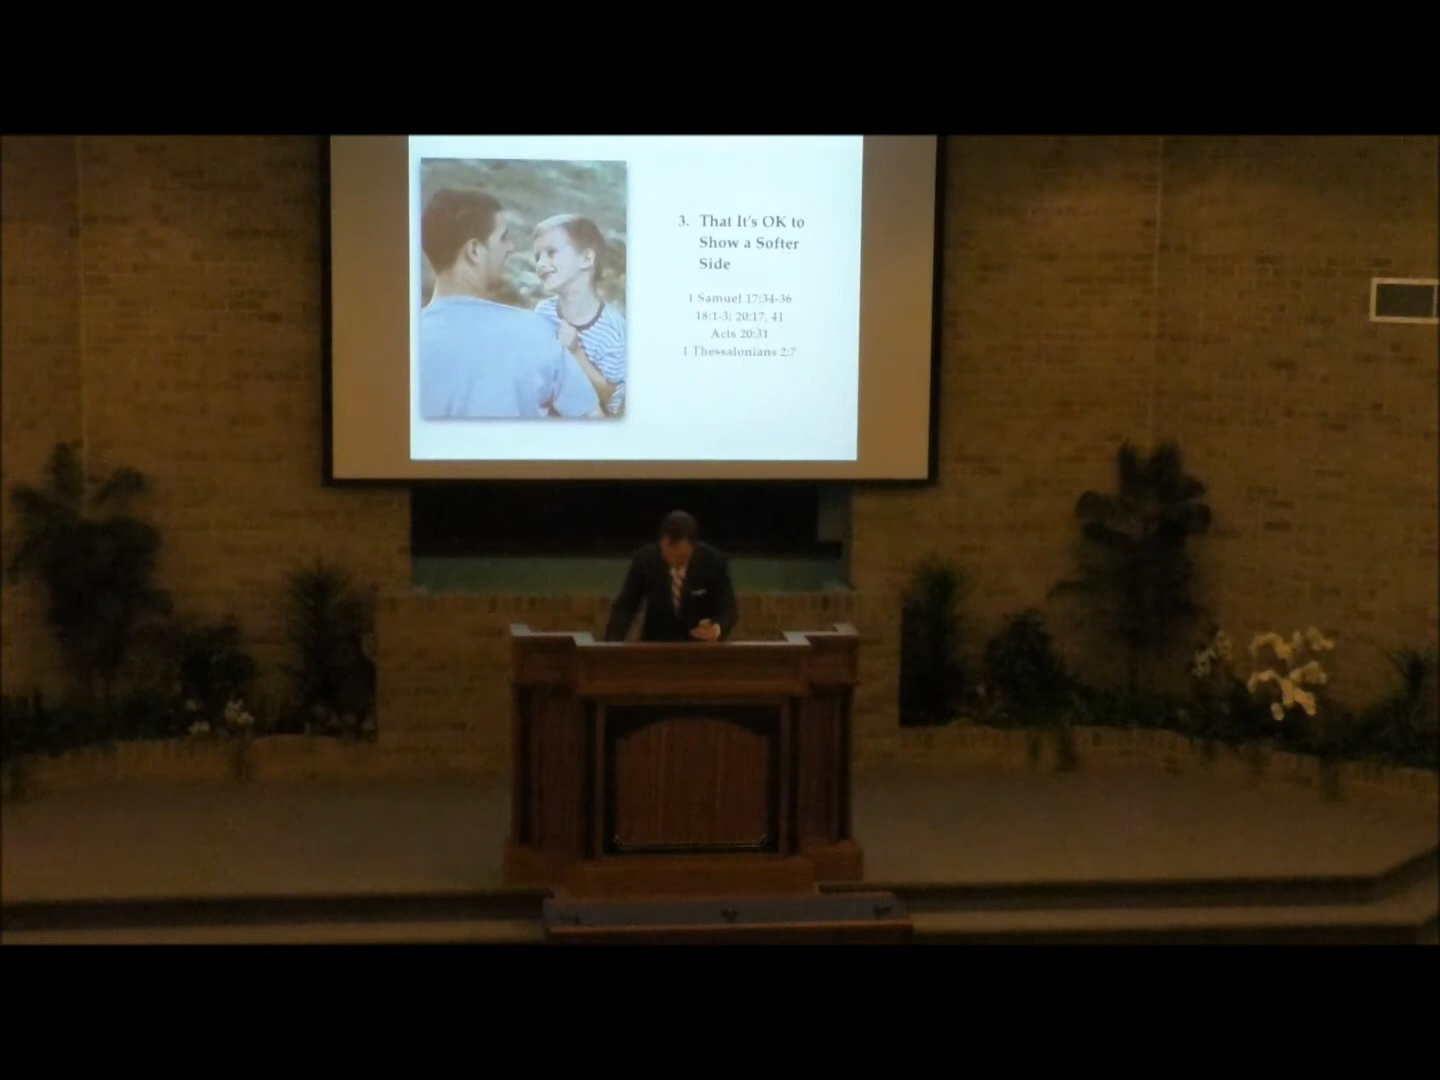 3. That It's OK to
Show a Softer
Side
1 Samuel 17:34-36
18:1-3; 20:17, 41
Acts 20:31
1 Thessalonians 2:7